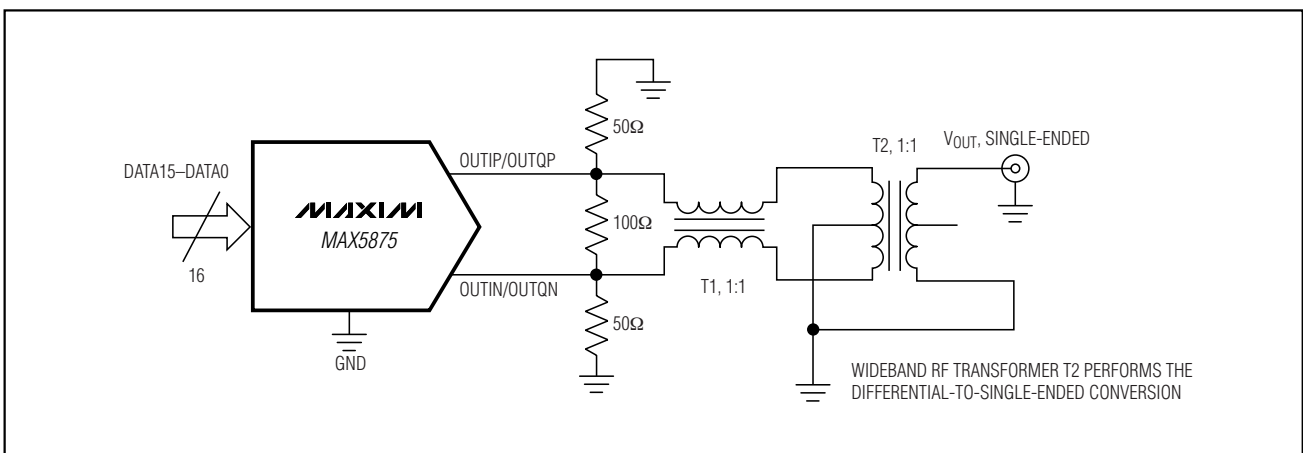 50Ω
T2, 1:1
VOUT, SINGLE-ENDED
OUTIP/OUTQP
DATA15–DATA0
MAXIM
MAX5875
100Ω
16
OUTIN/OUTQN
T1, 1:1
50Ω
GND
WIDEBAND RF TRANSFORMER T2 PERFORMS THE
DIFFERENTIAL-TO-SINGLE-ENDED CONVERSION